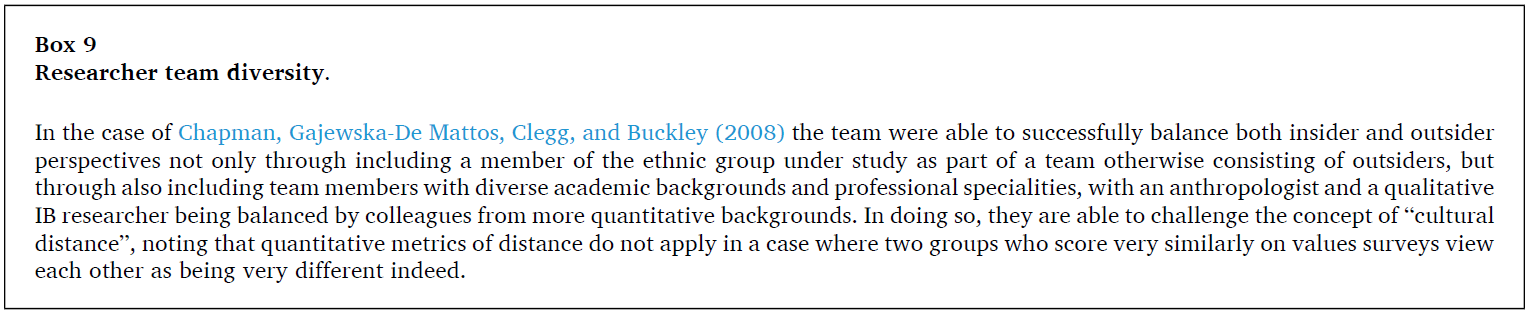 Box 9
Researcher team diversity.
In the case of Chapman, Gajewska-De Mattos, Clegg, and Buckley (2008) the team were able to successfully balance both insider and outsider
perspectives not only through including a member of the ethnic group under study as part of a team otherwise consisting of outsiders, but
through also including team members with diverse academic backgrounds and professional specialities, with an anthropologist and a qualitative
IB researcher being balanced by colleagues from more quantitative backgrounds. In doing so, they are able to challenge the concept of “cultural
distance”, noting that quantitative metrics of distance do not apply in a case where two groups who score very similarly on values surveys view
each other as being very different indeed.